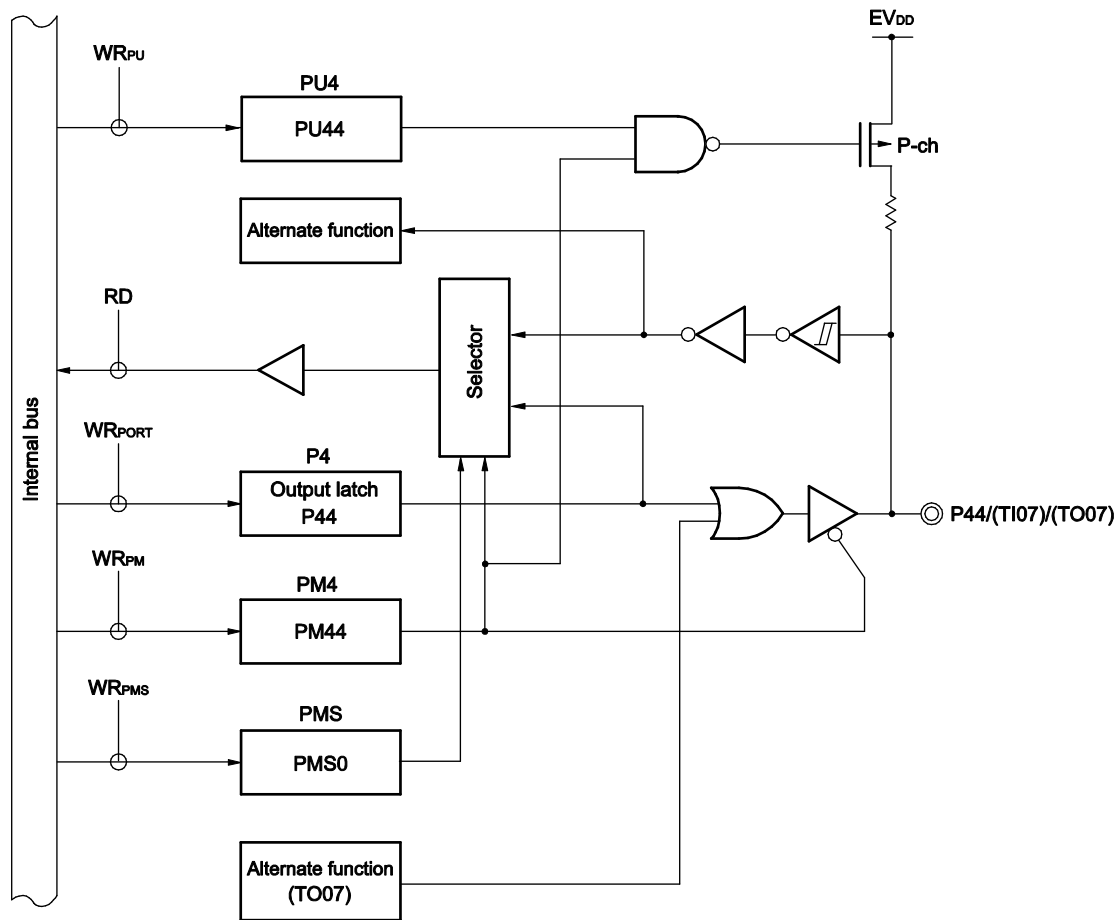 EVDD
WRPU
PU4
PU44
P-ch
Alternate function
RD
Selector
Internal bus
WRPORT
P4
Output latch
P44
P44/(TI07)/(TO07)
WRPM
PM4
PM44
WRPMS
PMS
PMS0
Alternate function
(TO07)